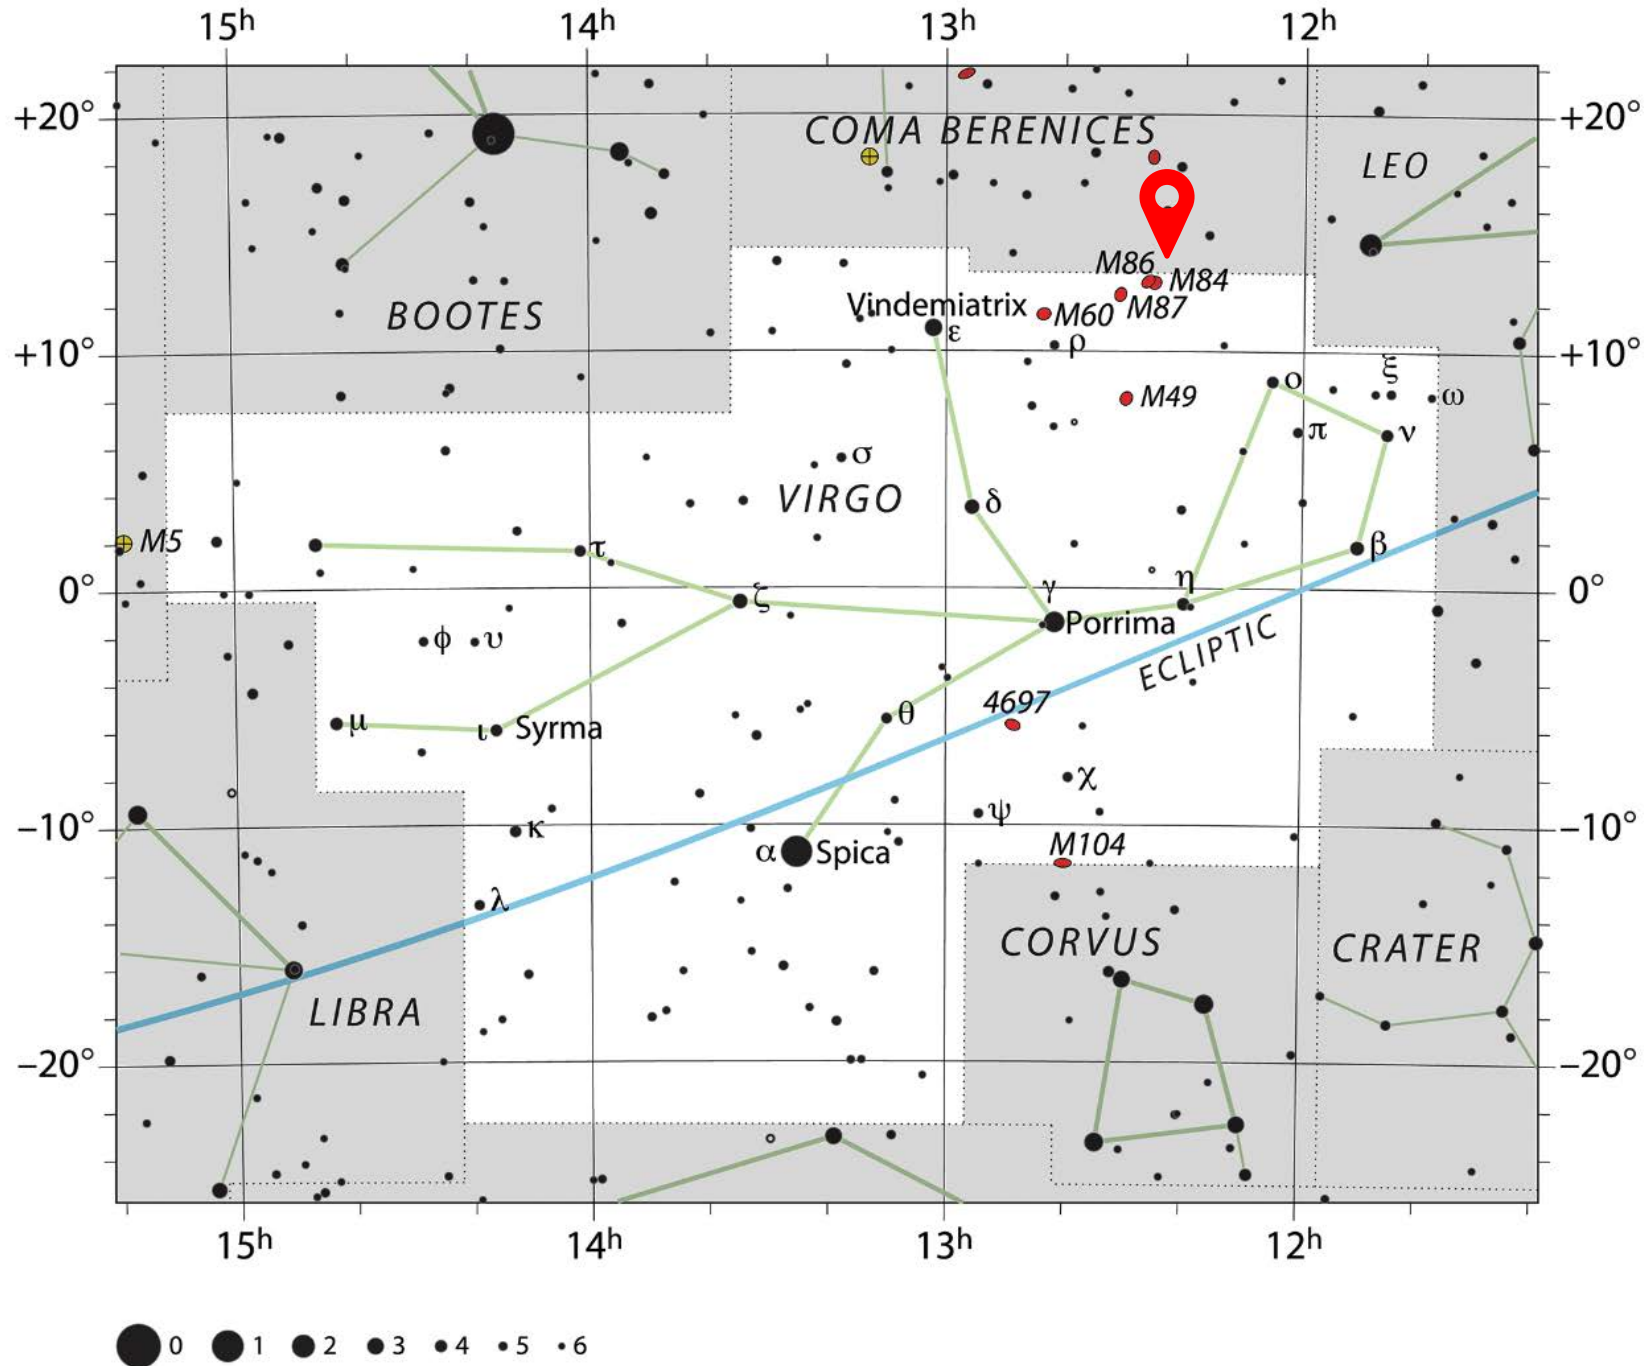 15h 14h 13h 12h
+20° +20°
COMA BERENICES
LEO
M86
M84
BOOTES
Vindemiatrix
M87
M60
ε
ρ
+10° +10°
ξ
ο
M49
ω
π
ν
σ
VIRGO
δ
M5
τ
β
η
0° 0°
ζ
γ
Porrima
φ υ
ECLIPTIC
4697
θ
μ
ι Syrma
χ
ψ
−10° −10°
κ
α Spica
M104
λ
CORVUS
CRATER
LIBRA
−20° −20°
15h 14h 13h 12h
0 1 2 3 4 5 6